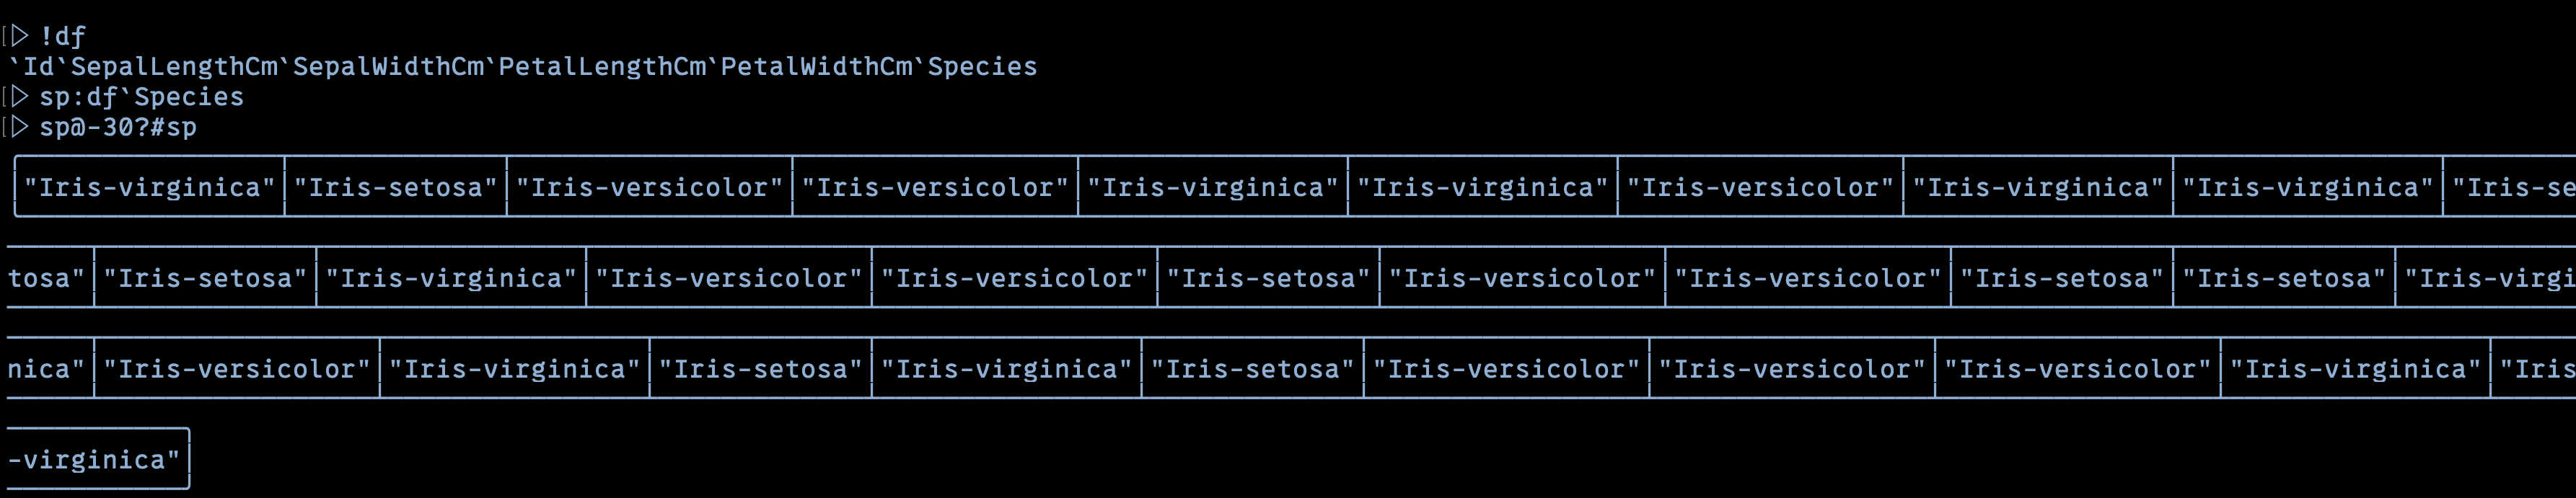 ▷ !df
`Id`SepalLengthCm`SepalWidthCm`PetalLengthCm`PetalWidthCm`Species
▷ sp:df`Species
▷ sp@-30?#sp
"Iris-virginica" "Iris-setosa" "Iris-versicolor" "Iris-versicolor" "Iris-virginica" "Iris-virginica" "Iris-versicolor" "Iris-virginica" "Iris-virginica" "Iris-se
tosa" "Iris-setosa" "Iris-virginica" "Iris-versicolor" "Iris-versicolor" "Iris-setosa" "Iris-versicolor" "Iris-versicolor" "Iris-setosa" "Iris-setosa" "Iris-virgi
nica" "Iris-versicolor" "Iris-virginica" "Iris-setosa" "Iris-virginica" "Iris-setosa" "Iris-versicolor" "Iris-versicolor" "Iris-versicolor" "Iris-virginica" "Iris
-virginica"